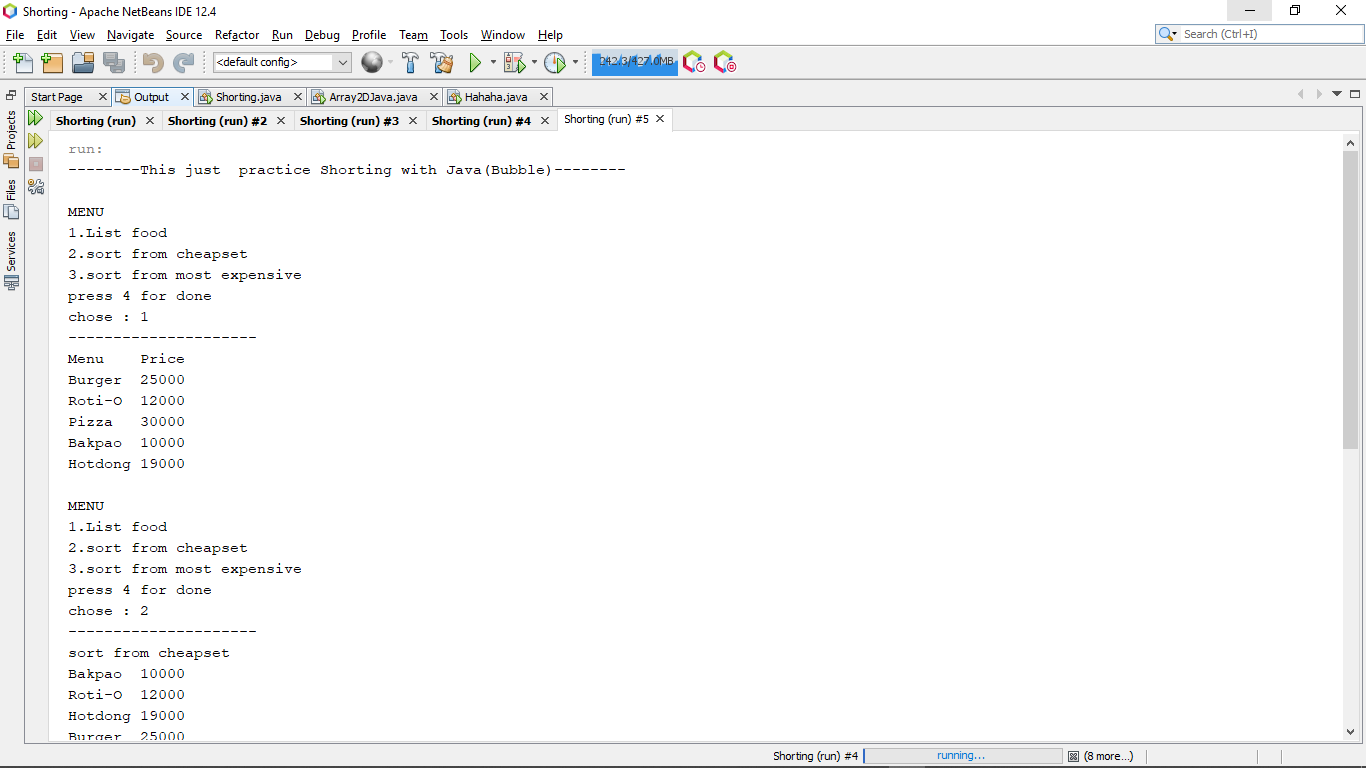 Shorting - Apache NetBeans IDE 12.4
File Edit View Navigate Source Refactor Run Debug Profile Team Tools Window Help
Search (Ctrl+I)
<default config>
242.3/427.0MB
Start Page Output Shorting.java Array2DJava.java Hahaha.java
Projects
Files
Services
Shorting (run) Shorting (run) #2 Shorting (run) #3 Shorting (run) #4 Shorting (run) #5
run:
--------This just  practice Shorting with Java(Bubble)--------
MENU
1.List food
2.sort from cheapset
3.sort from most expensive
press 4 for done
chose : 1
---------------------
Menu    Price
Burger  25000
Roti-O  12000
Pizza   30000
Bakpao  10000
Hotdong 19000
MENU
1.List food
2.sort from cheapset
3.sort from most expensive
press 4 for done
chose : 2
---------------------
sort from cheapset
Bakpao  10000
Roti-O  12000
Hotdong 19000
Burger  25000
Shorting (run) #4 running... (8 more...)